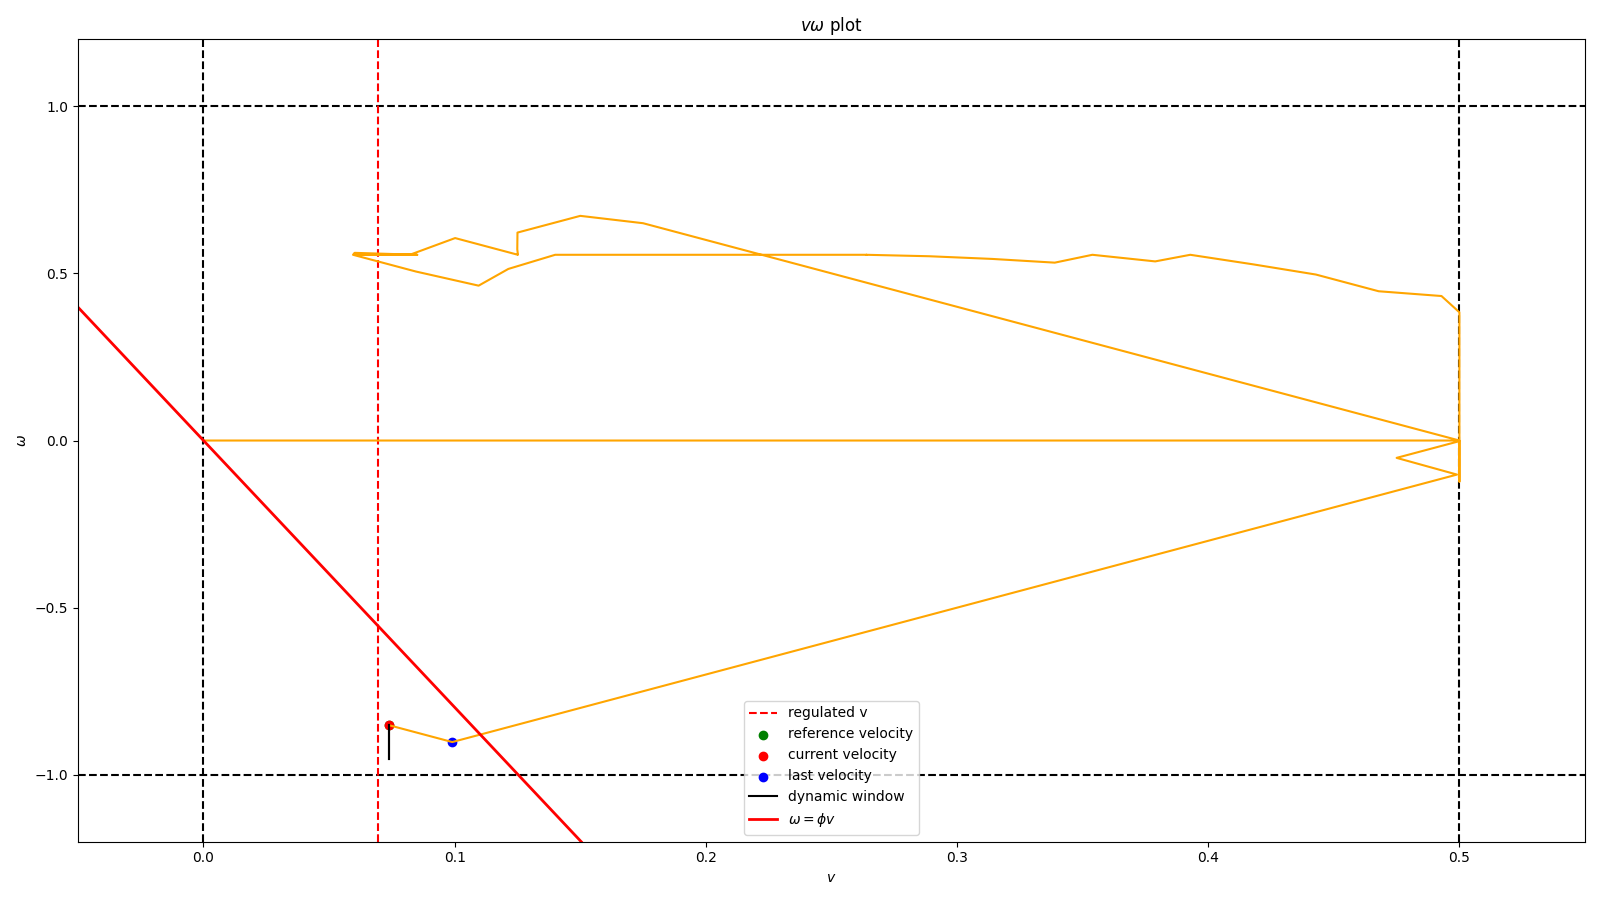 vω plot
1.0
0.5
0.0
−0.5
−1.0
ω
0.0 0.1 0.2 0.3 0.4 0.5
v
regulated v
reference velocity
current velocity
last velocity
dynamic window
ω = ϕv